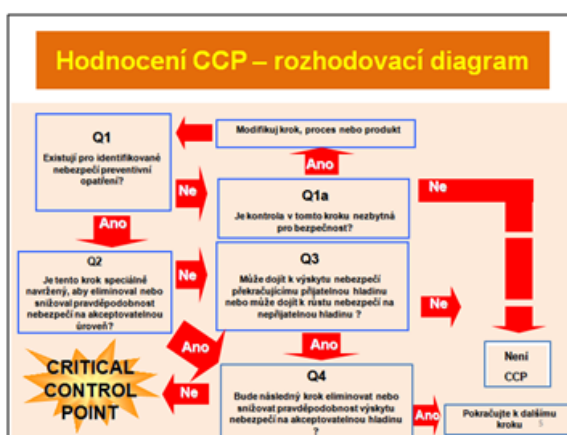 Hodnocení CCP – rozhodovací diagram
Q1
Existují pro identifikované
nebezpečí preventivní
opatření?
Modifikuj krok, proces nebo produkt
Ano
Ne
Q1a
Je kontrola v tomto kroku nezbytná
pro bezpečnost?
Ne
Ano
Q2
Je tento krok speciálně
navržený, aby eliminoval nebo
snižoval pravděpodobnost
nebezpečí na akceptovatelnou
úroveň?
Ne
Q3
Může dojít k výskytu nebezpečí
překračujícímu přijatelnou hladinu
nebo může dojít k růstu nebezpečí na
nepřijatelnou hladinu ?
Ne
Ano
Ano
Není
CCP
CRITICAL
CONTROL
POINT
Ne
Q4
Bude následný krok eliminovat nebo
snižovat pravděpodobnost výskytu
nebezpečí na akceptovatelnou hladinu
?
Ano
Pokračujte k dalšímu
kroku
5